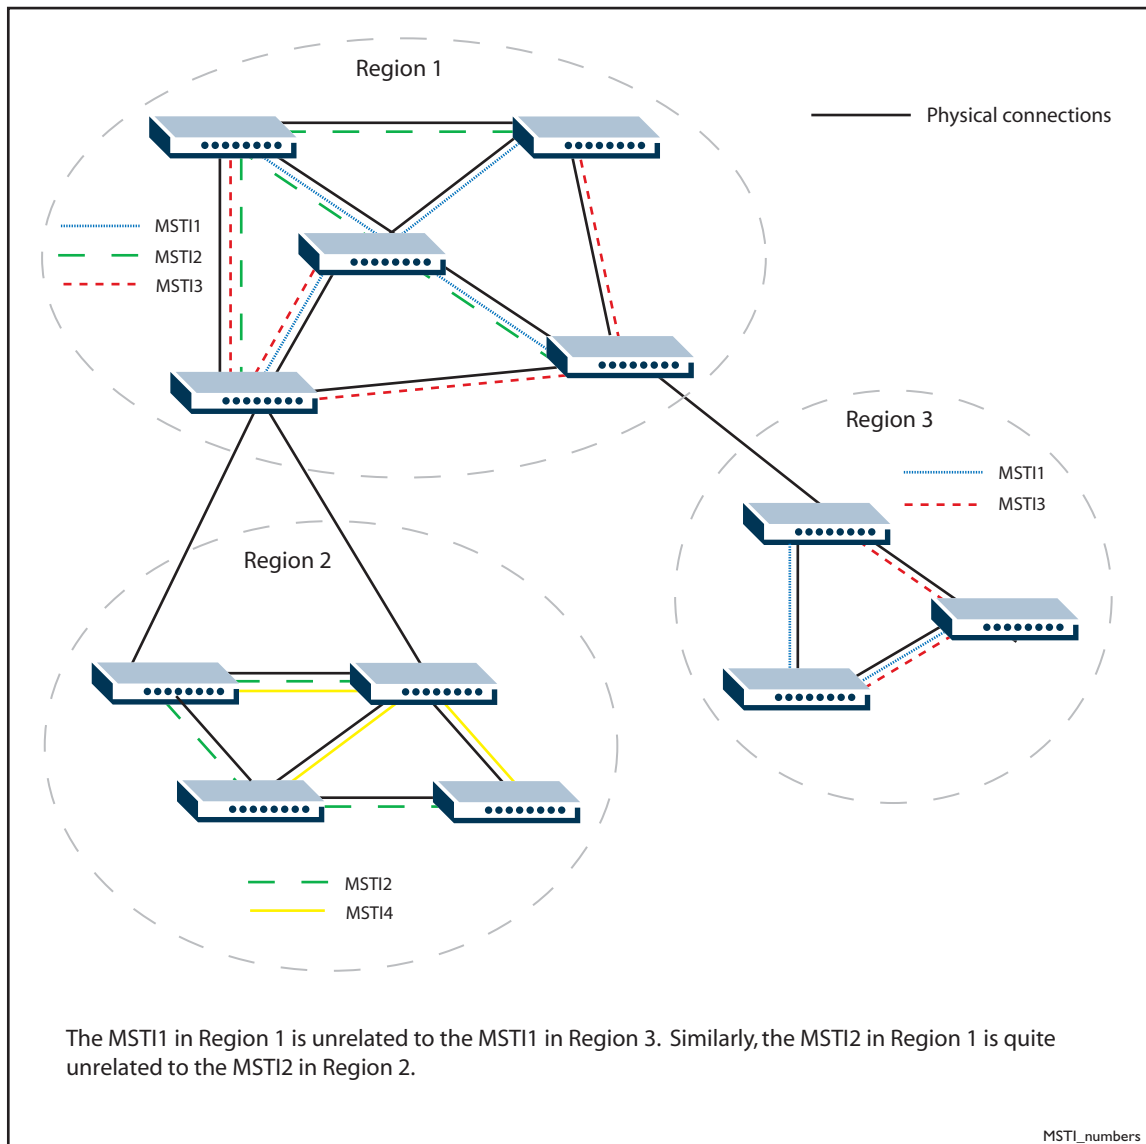 Region 1
Physical connections
MSTI1
MSTI2
MSTI3
Region 3
MSTI1
MSTI3
Region 2
MSTI2
MSTI4
The MSTI1 in Region 1 is unrelated to the MSTI1 in Region 3. Similarly, the MSTI2 in Region 1 is quite
unrelated to the MSTI2 in Region 2.
MSTI_numbers